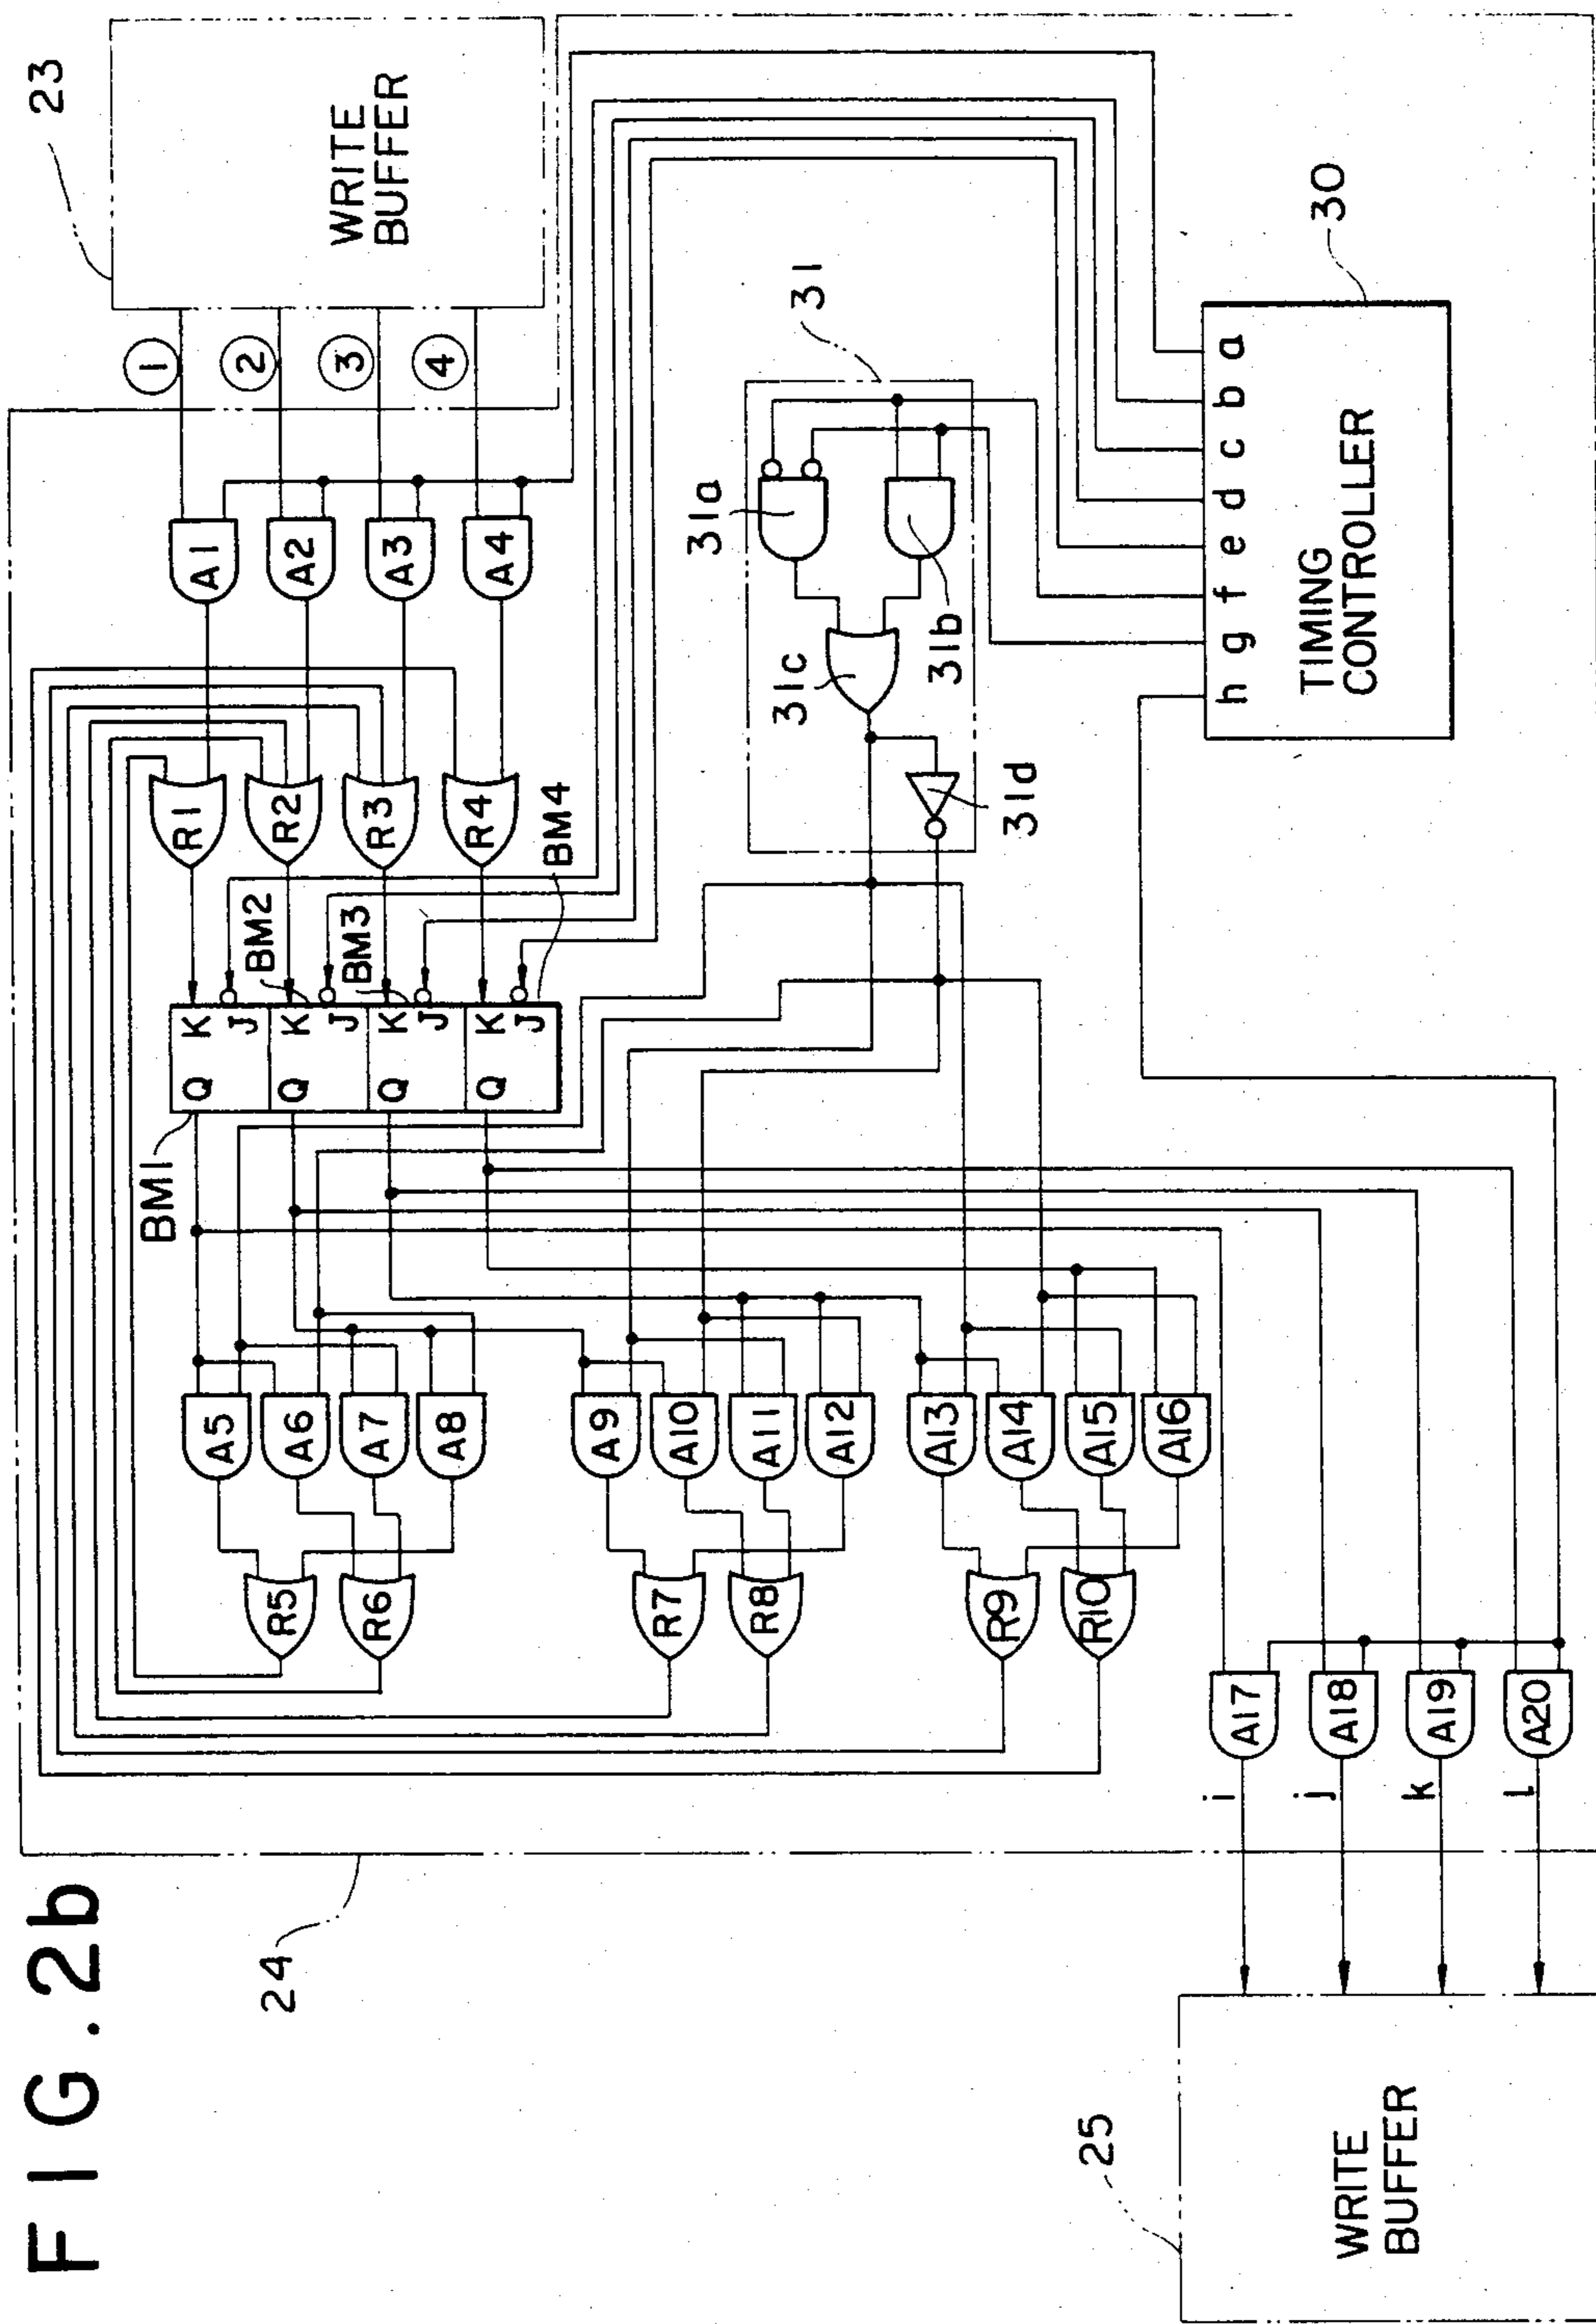 FIG. 2b
23
WRITE
BUFFER
1
2
3
4
A1
A2
A3
A4
R1
R2
R3
R4
BM1
BM2
BM3
BM4
K
J
Q
K
J
Q
K
J
Q
K
J
Q
A5
A6
A7
A8
A9
A10
A11
A12
A13
A14
A15
A16
R5
R6
R7
R8
R9
R10
31
31a
31b
31c
31d
30
a
b
c
d
e
f
g
h
TIMING
CONTROLLER
A17
A18
A19
A20
i
j
k
l
24
25
WRITE
BUFFER